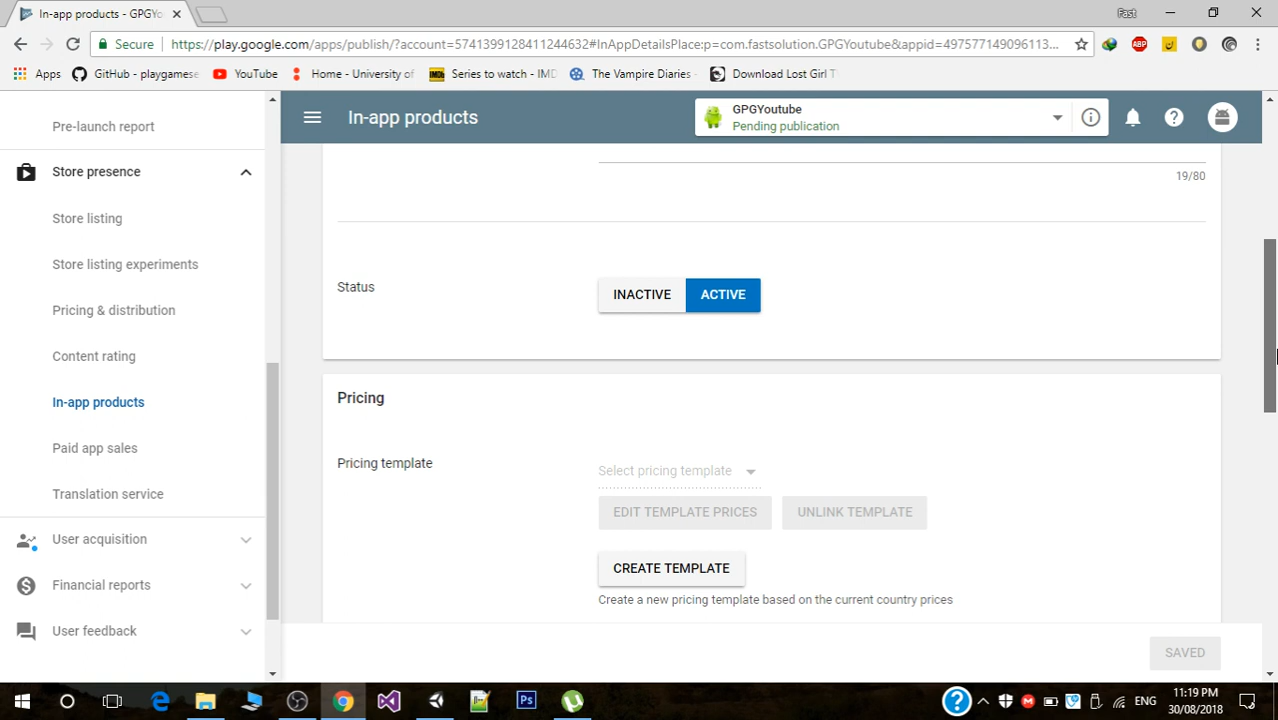 In-app products - GPGYo
Fast
Secure
https://play.google.com/apps/publish/?account=5741399128411244632#InAppDetailsPlace:p=com.fastsolution.GPGYoutube&appid=497577149096113...
Apps
GitHub - playgamese
YouTube
Home - University of
Series to watch - IMD
The Vampire Diaries -
Download Lost Girl T
In-app products
GPGYoutube
Pending publication
Pre-launch report
Store presence
Store listing
Store listing experiments
Pricing & distribution
Content rating
In-app products
Paid app sales
Translation service
User acquisition
Financial reports
User feedback
19/80
Status
INACTIVE
ACTIVE
Pricing
Pricing template
Select pricing template
EDIT TEMPLATE PRICES
UNLINK TEMPLATE
CREATE TEMPLATE
Create a new pricing template based on the current country prices
SAVED
ENG
11:19 PM
30/08/2018